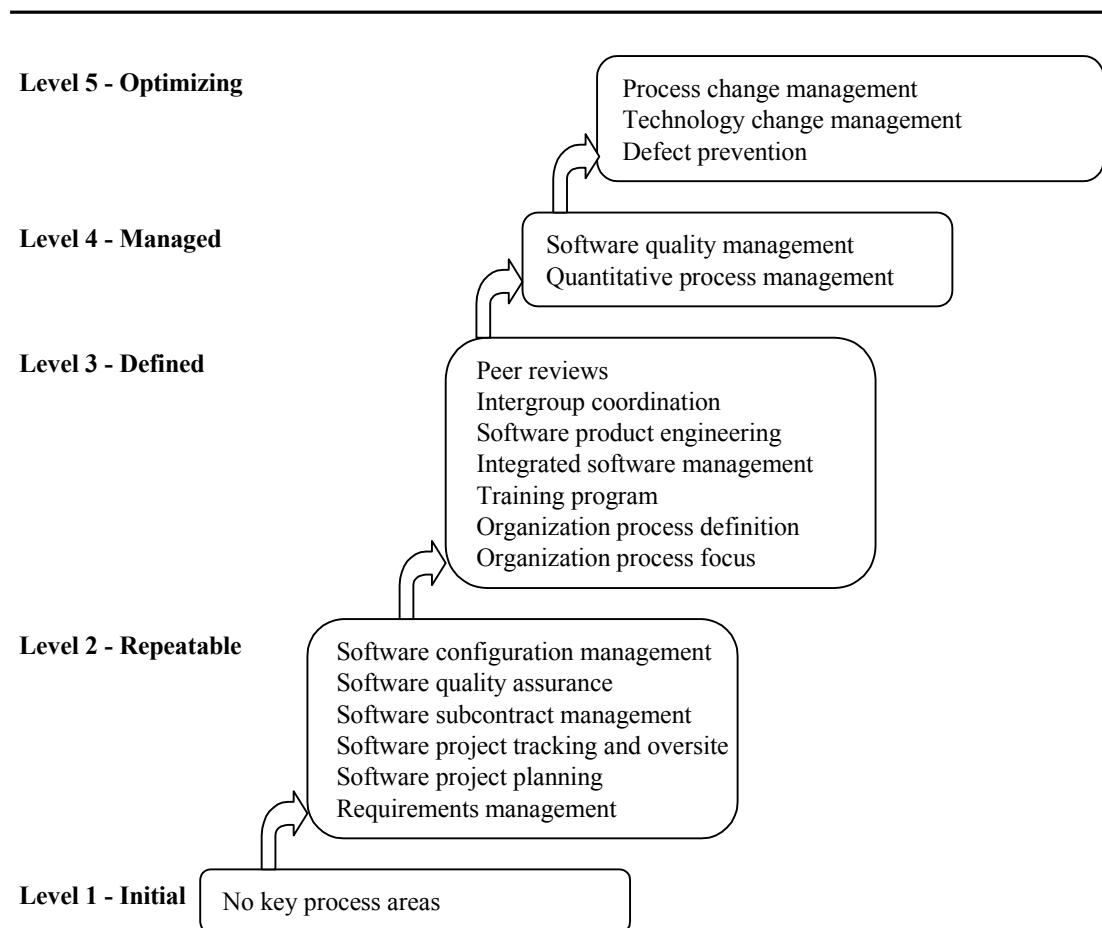 Level 5 - Optimizing
Process change management
Technology change management
Defect prevention
Level 4 - Managed
Software quality management
Quantitative process management
Level 3 - Defined
Peer reviews
Intergroup coordination
Software product engineering
Integrated software management
Training program
Organization process definition
Organization process focus
Level 2 - Repeatable
Software configuration management
Software quality assurance
Software subcontract management
Software project tracking and oversite
Software project planning
Requirements management
Level 1 - Initial
No key process areas